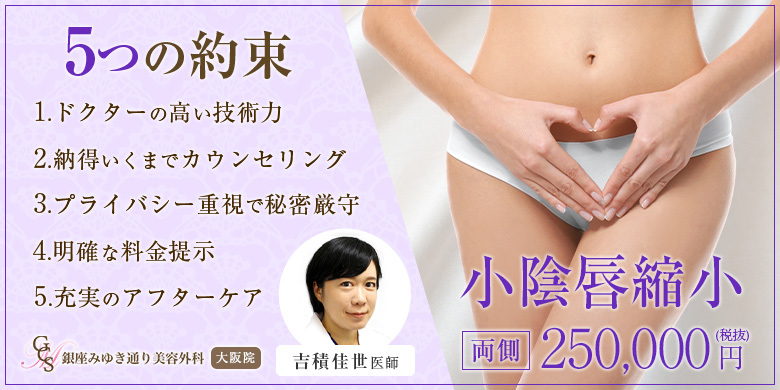 5つの約束
1.ドクターの高い技術力
2.納得いくまでカウンセリング
3.プライバシー重視で秘密厳守
4.明確な料金提示
5.充実のアフターケア
GCS 銀座みゆき通り美容外科 大阪院
吉積佳世医師
小陰唇縮小
両側 250,000円(税抜)